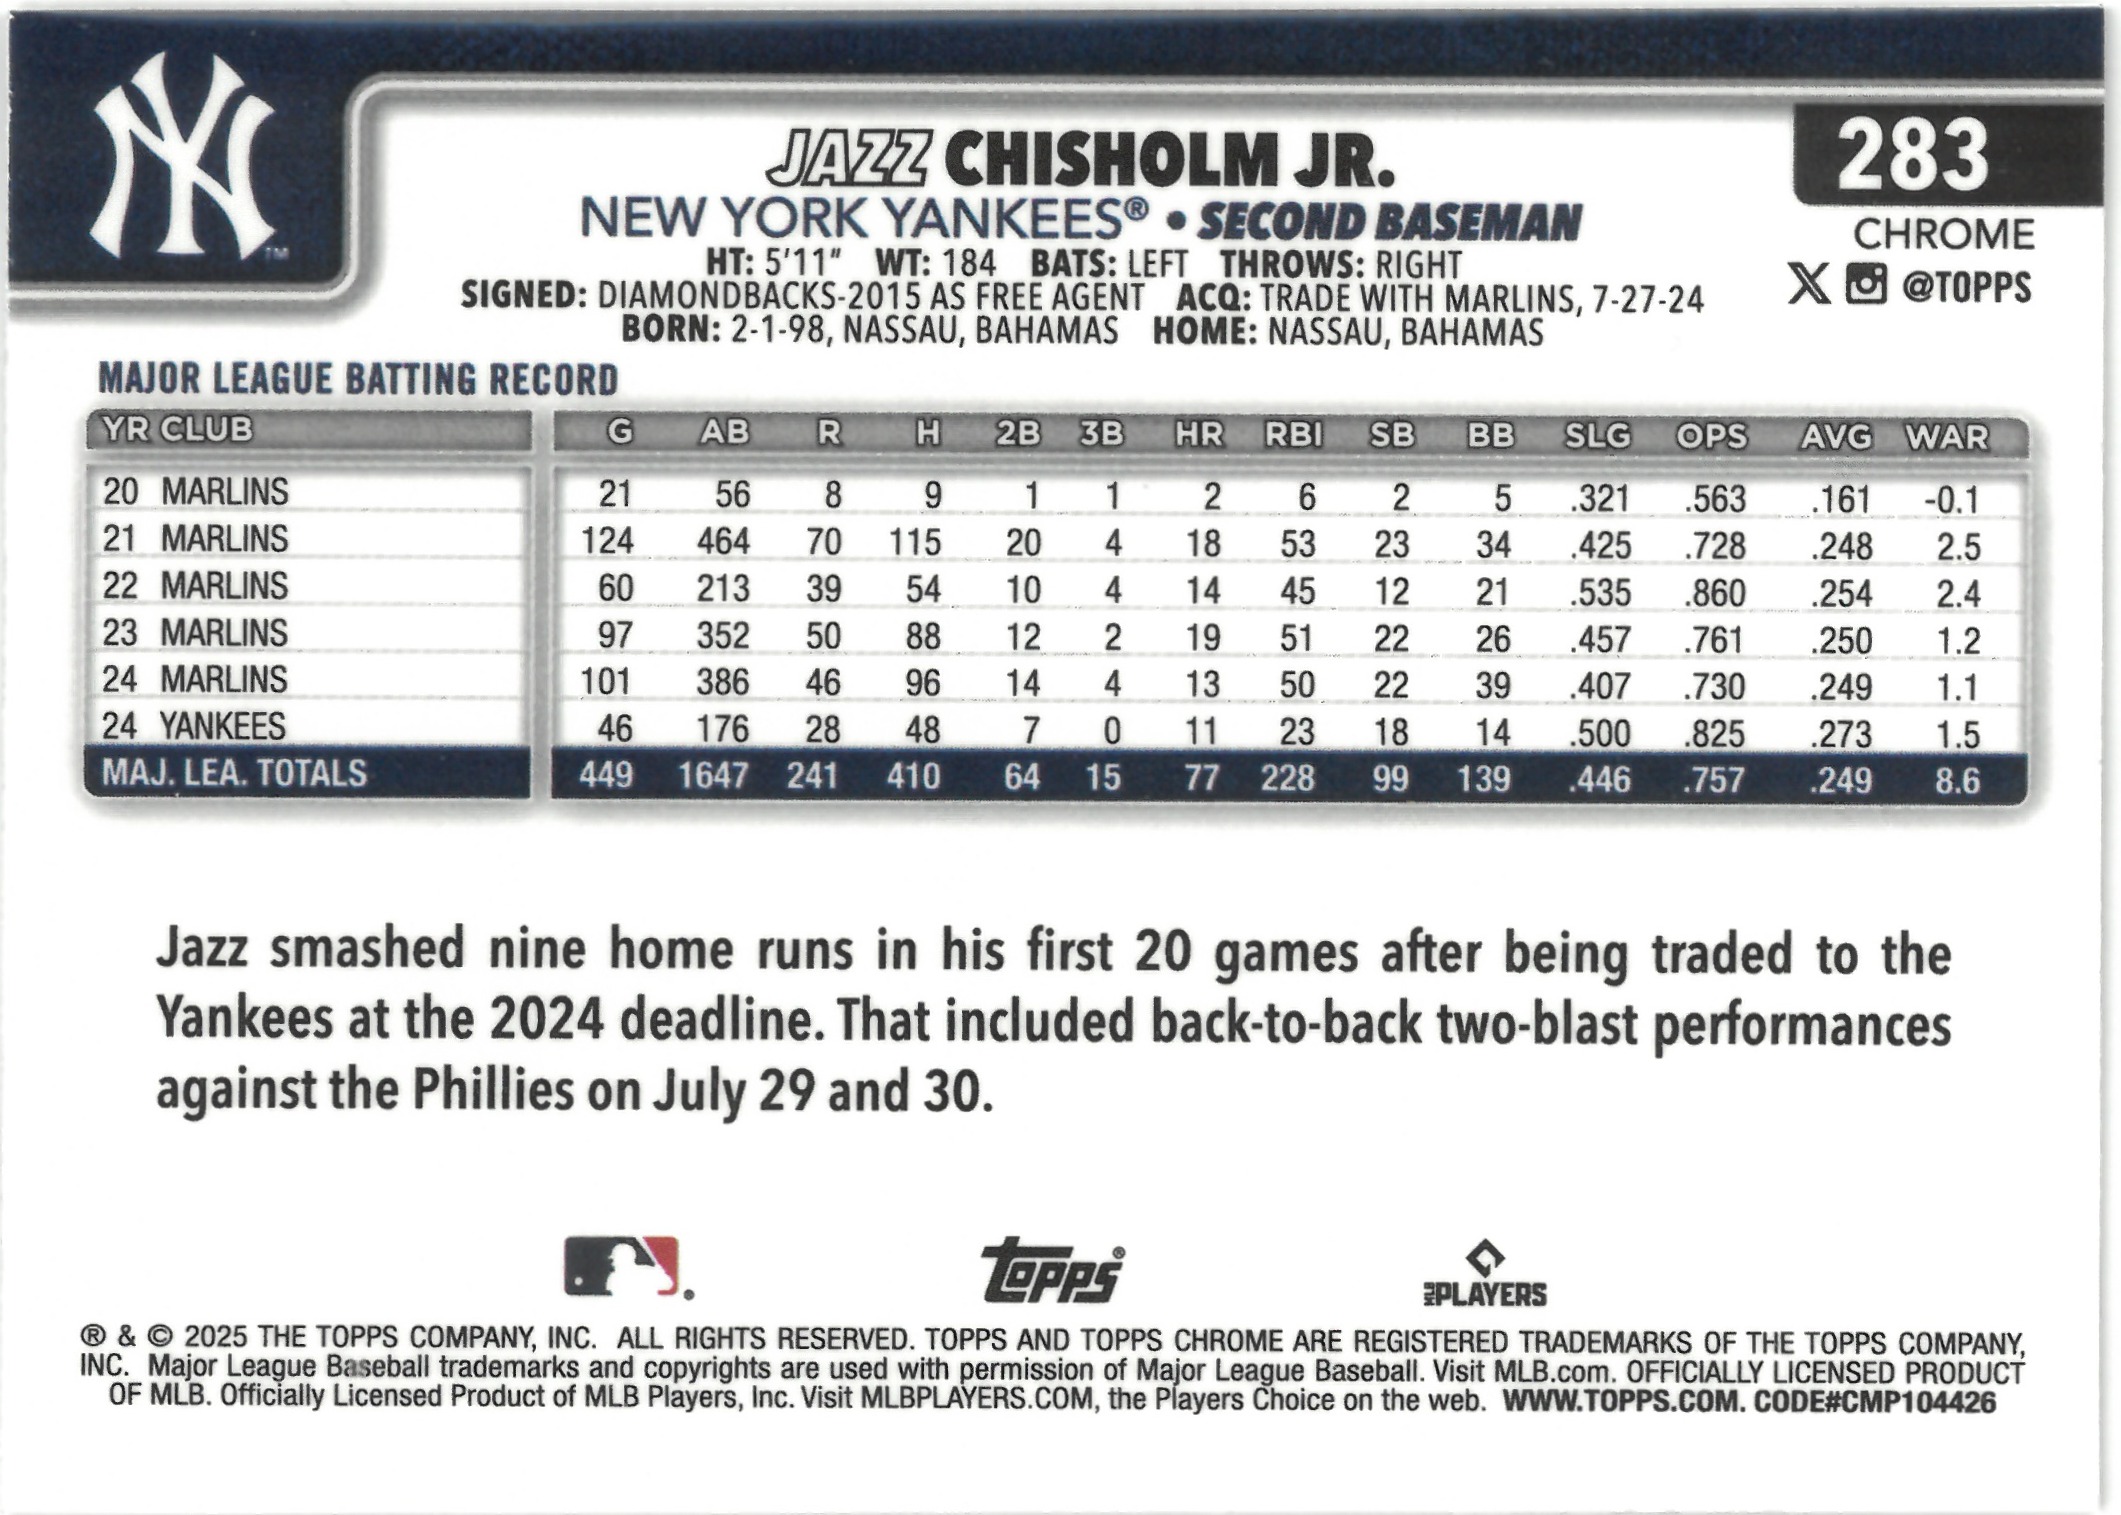 NY
TM
JAZZ CHISHOLM JR.
283
NEW YORK YANKEES® • SECOND BASEMAN
CHROME
HT: 5'11" WT: 184 BATS: LEFT THROWS: RIGHT
X @TOPPS
SIGNED: DIAMONDBACKS-2015 AS FREE AGENT ACQ: TRADE WITH MARLINS, 7-27-24
BORN: 2-1-98, NASSAU, BAHAMAS HOME: NASSAU, BAHAMAS
MAJOR LEAGUE BATTING RECORD
YR CLUB G AB R H 2B 3B HR RBI SB BB SLG OPS AVG WAR
20 MARLINS 21 56 8 9 1 1 2 6 2 5 .321 .563 .161 -0.1
21 MARLINS 124 464 70 115 20 4 18 53 23 34 .425 .728 .248 2.5
22 MARLINS 60 213 39 54 10 4 14 45 12 21 .535 .860 .254 2.4
23 MARLINS 97 352 50 88 12 2 19 51 22 26 .457 .761 .250 1.2
24 MARLINS 101 386 46 96 14 4 13 50 22 39 .407 .730 .249 1.1
24 YANKEES 46 176 28 48 7 0 11 23 18 14 .500 .825 .273 1.5
MAJ. LEA. TOTALS 449 1647 241 410 64 15 77 228 99 139 .446 .757 .249 8.6
Jazz smashed nine home runs in his first 20 games after being traded to the
Yankees at the 2024 deadline. That included back-to-back two-blast performances
against the Phillies on July 29 and 30.
®
topps®
MLB PLAYERS
® & © 2025 THE TOPPS COMPANY, INC. ALL RIGHTS RESERVED. TOPPS AND TOPPS CHROME ARE REGISTERED TRADEMARKS OF THE TOPPS COMPANY,
INC. Major League Baseball trademarks and copyrights are used with permission of Major League Baseball. Visit MLB.com. OFFICIALLY LICENSED PRODUCT
OF MLB. Officially Licensed Product of MLB Players, Inc. Visit MLBPLAYERS.COM, the Players Choice on the web. WWW.TOPPS.COM. CODE#CMP104426